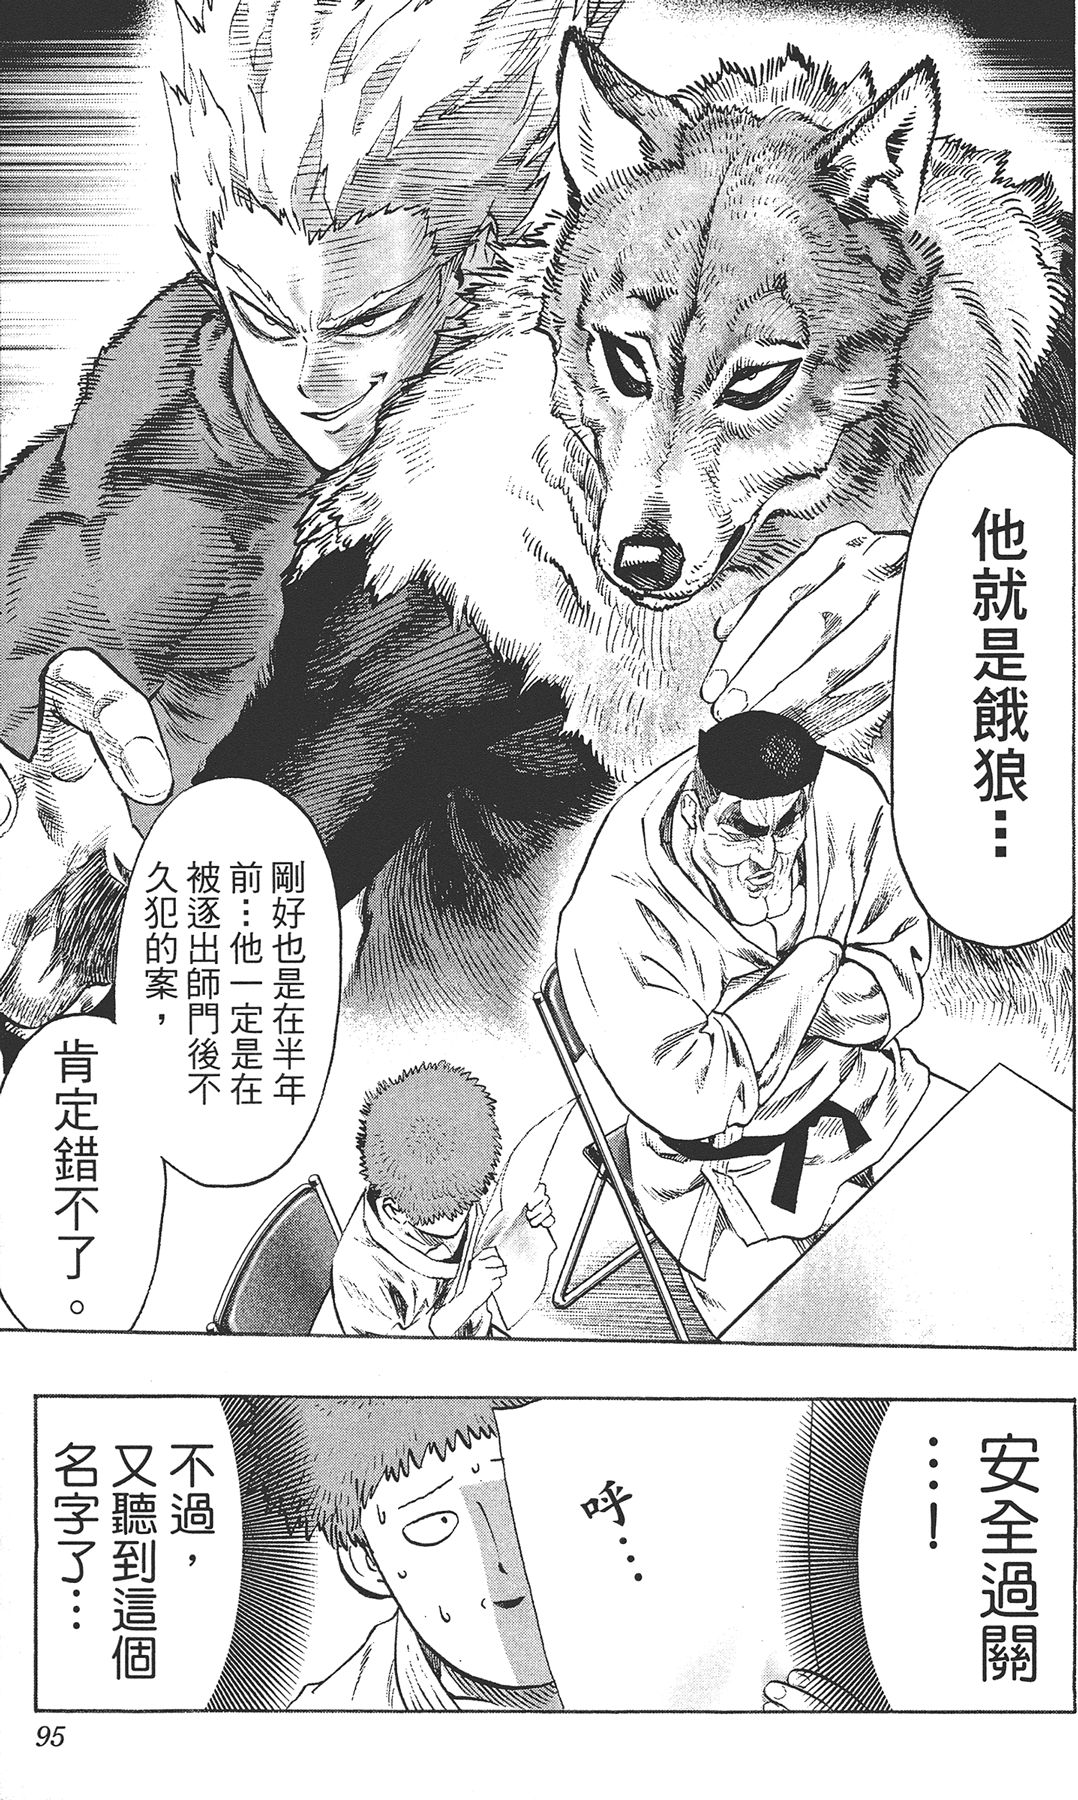 他就是餓狼…
剛好也是在半年
前…他一定是在
被逐出師門後不
久犯的案，
肯定錯不了。
安全過關
…！
呼…
不過，
又聽到這個
名字了…
95